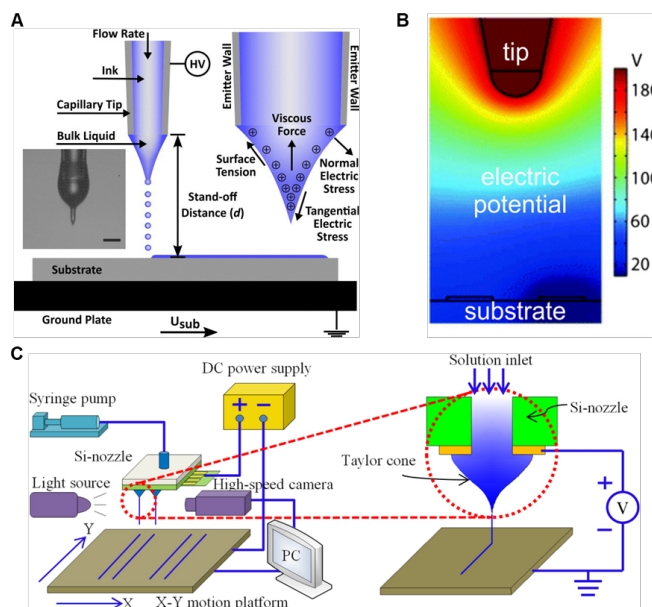 A
Flow Rate
HV
Ink
Capillary Tip
Bulk Liquid
Stand-off
Distance (d)
Substrate
Ground Plate
Usub
Emitter Wall
Emitter Wall
Viscous
Force
Surface
Tension
Normal
Electric
Stress
Tangential
Electric
Stress
B
tip
electric
potential
substrate
V
180
140
100
60
20
C
Syringe pump
DC power supply
+ −
Si-nozzle
Light source
High-speed camera
Y
X
X-Y motion platform
PC
Solution inlet
Si-nozzle
Taylor cone
+
V
−